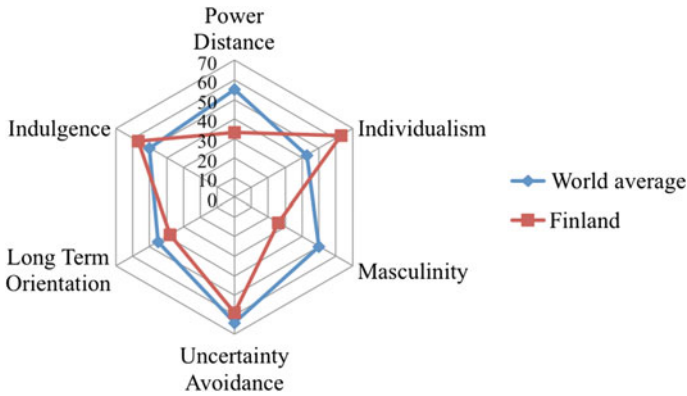 Power
Distance
70
60
50
40
30
20
10
0
Indulgence
Individualism
World average
Finland
Long Term
Orientation
Masculinity
Uncertainty
Avoidance